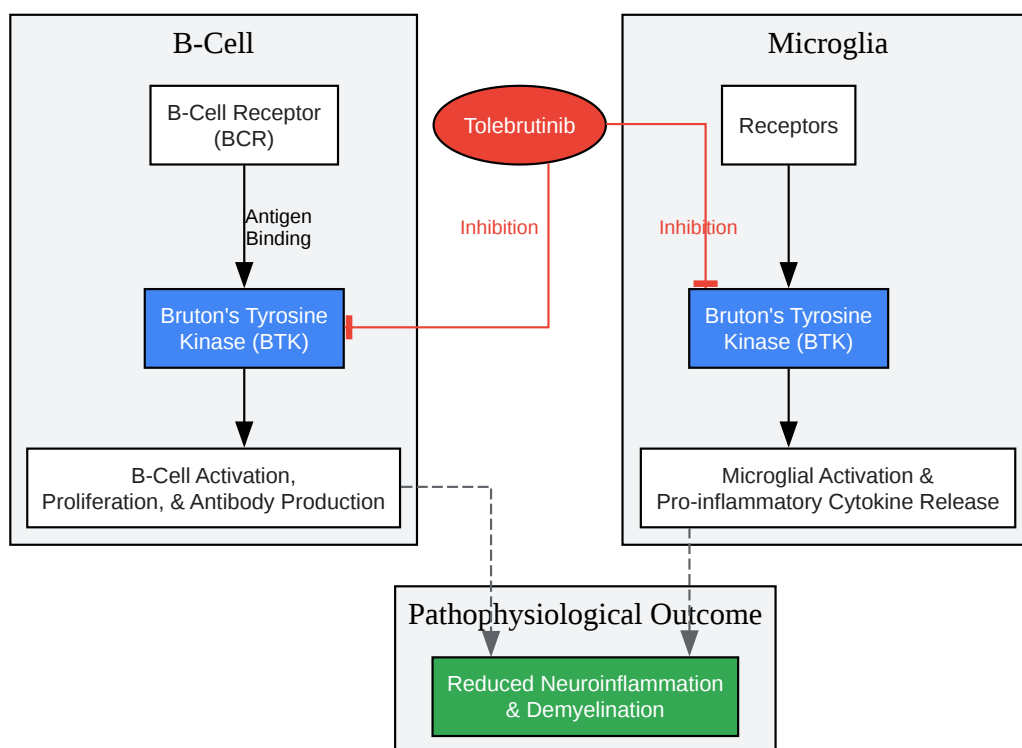 B-Cell
B-Cell Receptor
(BCR)
Antigen
Binding
Bruton's Tyrosine
Kinase (BTK)
B-Cell Activation,
Proliferation, & Antibody Production
Tolebrutinib
Inhibition
Inhibition
Microglia
Receptors
Bruton's Tyrosine
Kinase (BTK)
Microglial Activation &
Pro-inflammatory Cytokine Release
Pathophysiological Outcome
Reduced Neuroinflammation
& Demyelination